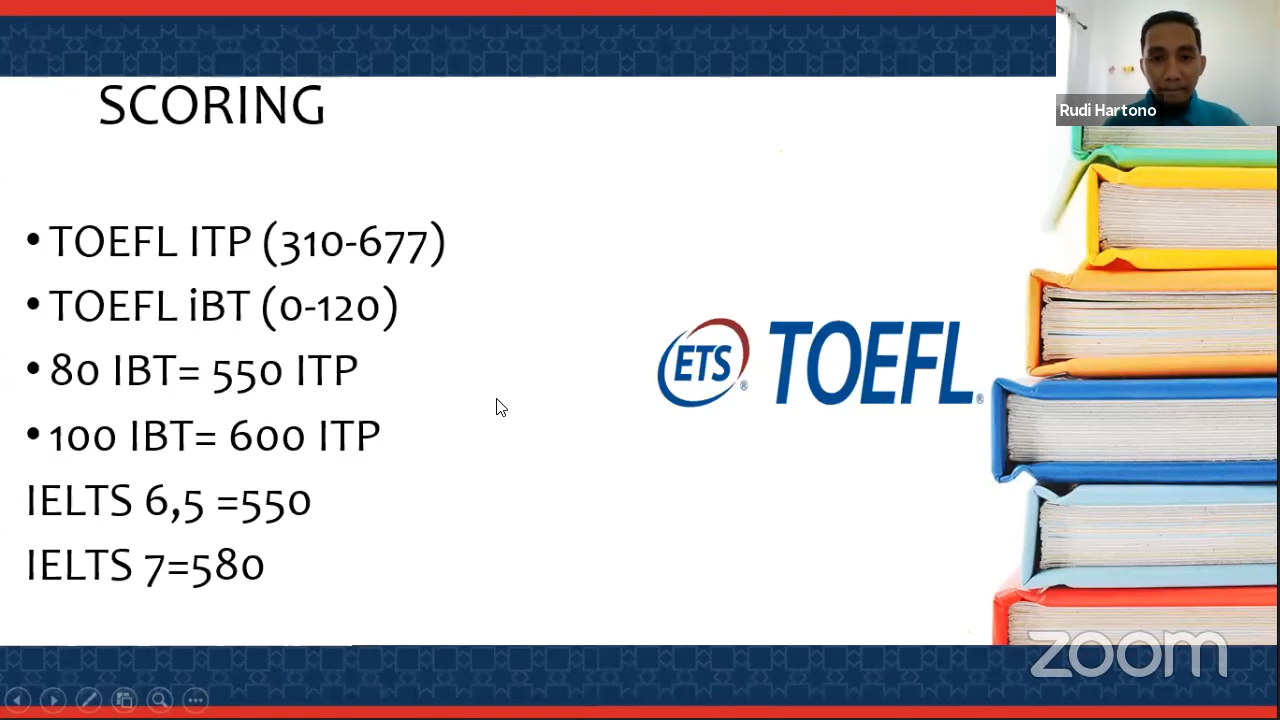 SCORING
Rudi Hartono
• TOEFL ITP (310-677)
• TOEFL iBT (0-120)
• 80 IBT= 550 ITP
• 100 IBT= 600 ITP
IELTS 6,5 =550
IELTS 7=580
ETS® TOEFL®
zoom